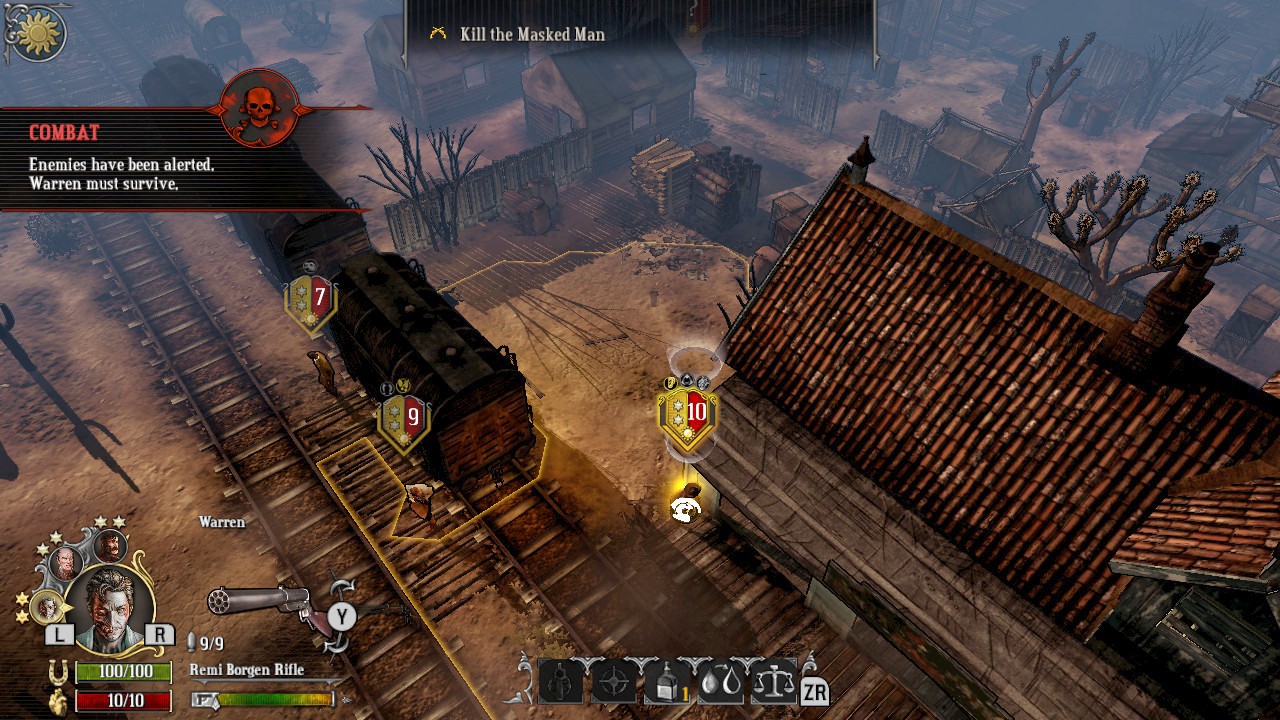 Kill the Masked Man
COMBAT
Enemies have been alerted.
Warren must survive.
7
9
10
Warren
Y
L
R
9/9
100/100
Remi Borgen Rifle
10/10
1
ZR